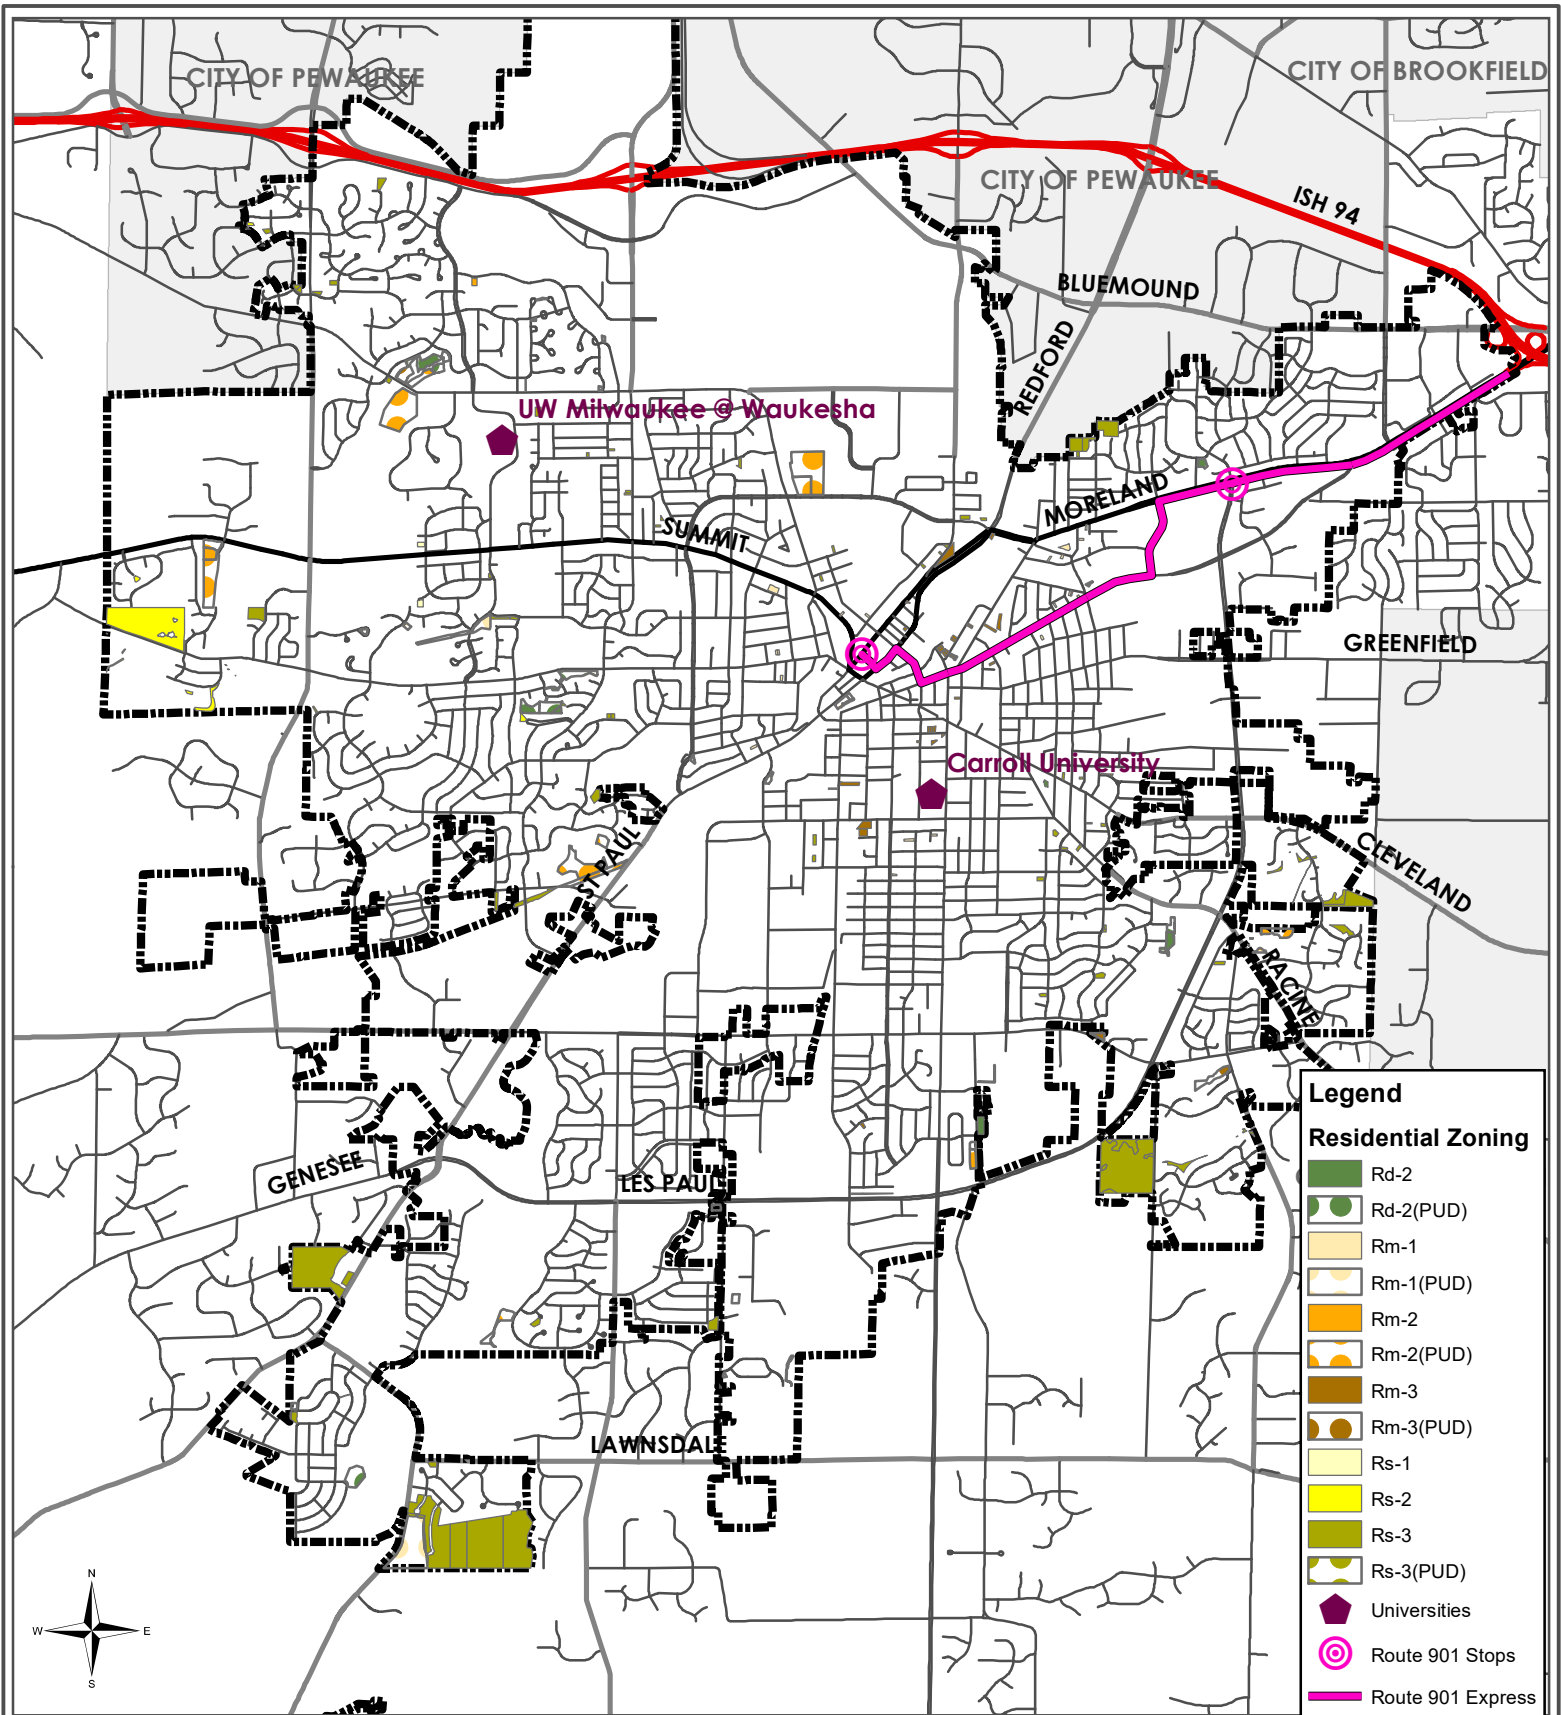 CITY OF PEWAUKEE
CITY OF BROOKFIELD
CITY OF PEWAUKEE
ISH 94
BLUEMOUND
REDFORD
UW Milwaukee @ Waukesha
MORELAND
SUMMIT
GREENFIELD
Carroll University
ST PAUL
CLEVELAND
RACINE
GENESEE
LES PAUL
LAWNSDALE
N
W
E
S
Legend
Residential Zoning
Rd-2
Rd-2(PUD)
Rm-1
Rm-1(PUD)
Rm-2
Rm-2(PUD)
Rm-3
Rm-3(PUD)
Rs-1
Rs-2
Rs-3
Rs-3(PUD)
Universities
Route 901 Stops
Route 901 Express